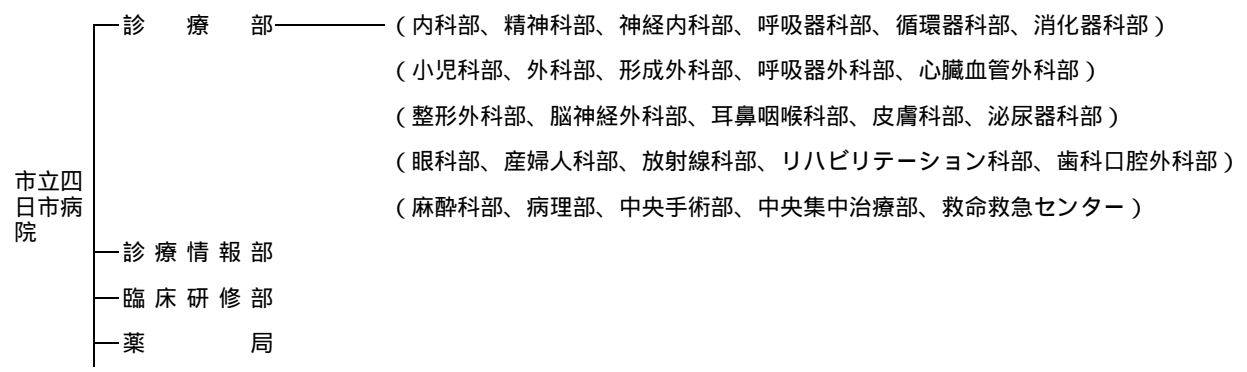 診療部 (内科部、精神科部、神経内科部、呼吸器科部、循環器科部、消化器科部)
(小児科部、外科部、形成外科部、呼吸器外科部、心臓血管外科部)
(整形外科部、脳神経外科部、耳鼻咽喉科部、皮膚科部、泌尿器科部)
(眼科部、産婦人科部、放射線科部、リハビリテーション科部、歯科口腔外科部)
(麻酔科部、病理部、中央手術部、中央集中治療部、救命救急センター)
市立四
日市病
院
診療情報部
臨床研修部
薬局